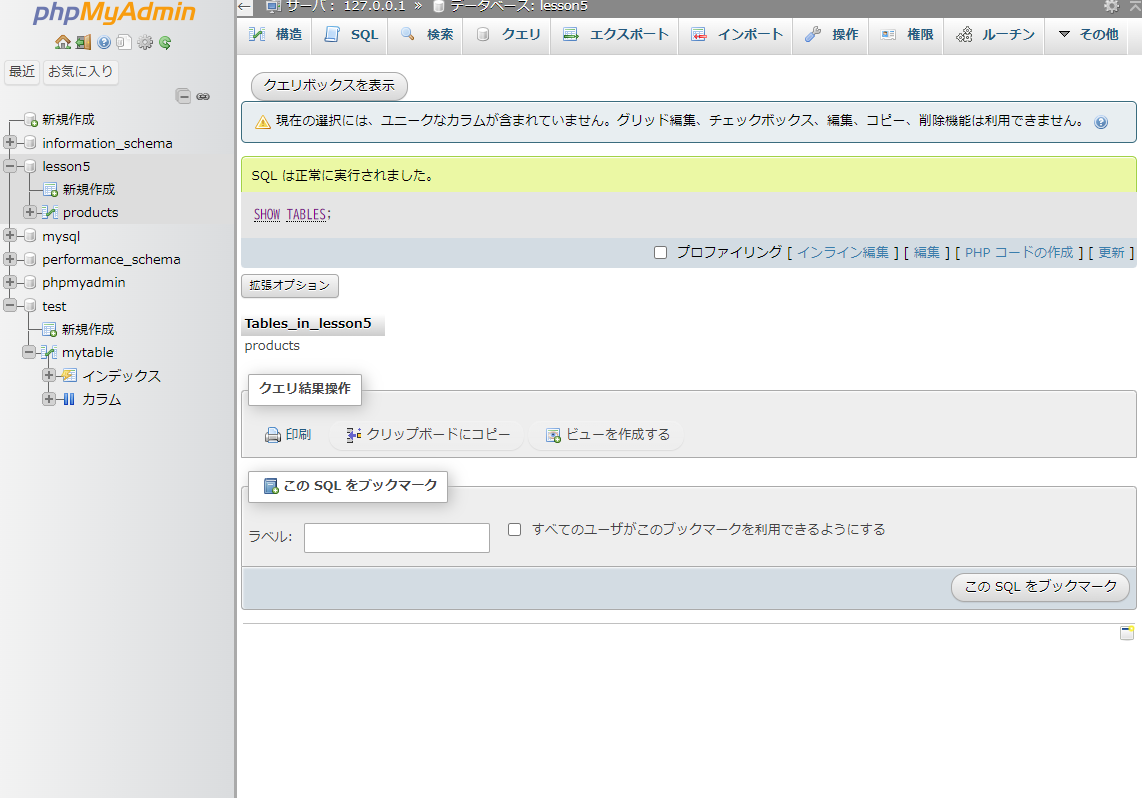 phpMyAdmin
最近 お気に入り
新規作成
information_schema
lesson5
新規作成
products
mysql
performance_schema
phpmyadmin
test
新規作成
mytable
インデックス
カラム
サーバ: 127.0.0.1 » データベース: lesson5
構造 SQL 検索 クエリ エクスポート インポート 操作 権限 ルーチン その他
クエリボックスを表示
現在の選択には、ユニークなカラムが含まれていません。グリッド編集、チェックボックス、編集、コピー、削除機能は利用できません。
SQL は正常に実行されました。
SHOW TABLES;
プロファイリング [ インライン編集 ] [ 編集 ] [ PHP コードの作成 ] [ 更新 ]
拡張オプション
Tables_in_lesson5
products
クエリ結果操作
印刷 クリップボードにコピー ビューを作成する
この SQL をブックマーク
ラベル: すべてのユーザがこのブックマークを利用できるようにする
この SQL をブックマーク